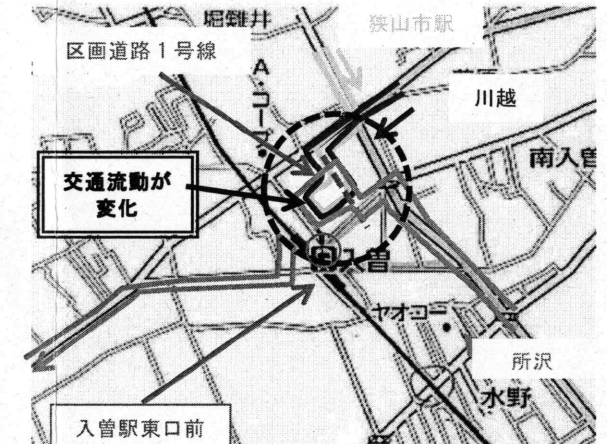 堀難井
狭山市駅
区画道路1号線
A・コープ
川越
南入曽
交通流動が
変化
入曽
ヤオコー
所沢
水野
入曽駅東口前